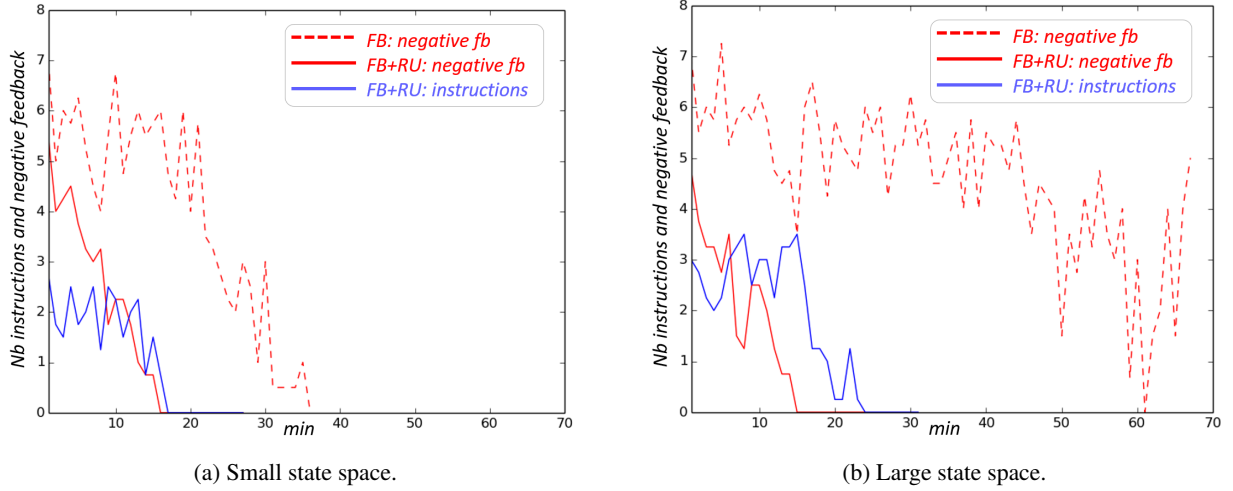 8
7
6
5
4
3
2
1
0
Nb instructions and negative feedback
FB: negative fb
FB+RU: negative fb
FB+RU: instructions
10 20 30 40 50 60 70
min
(a) Small state space.
8
7
6
5
4
3
2
1
0
Nb instructions and negative feedback
FB: negative fb
FB+RU: negative fb
FB+RU: instructions
10 20 30 40 50 60 70
min
(b) Large state space.